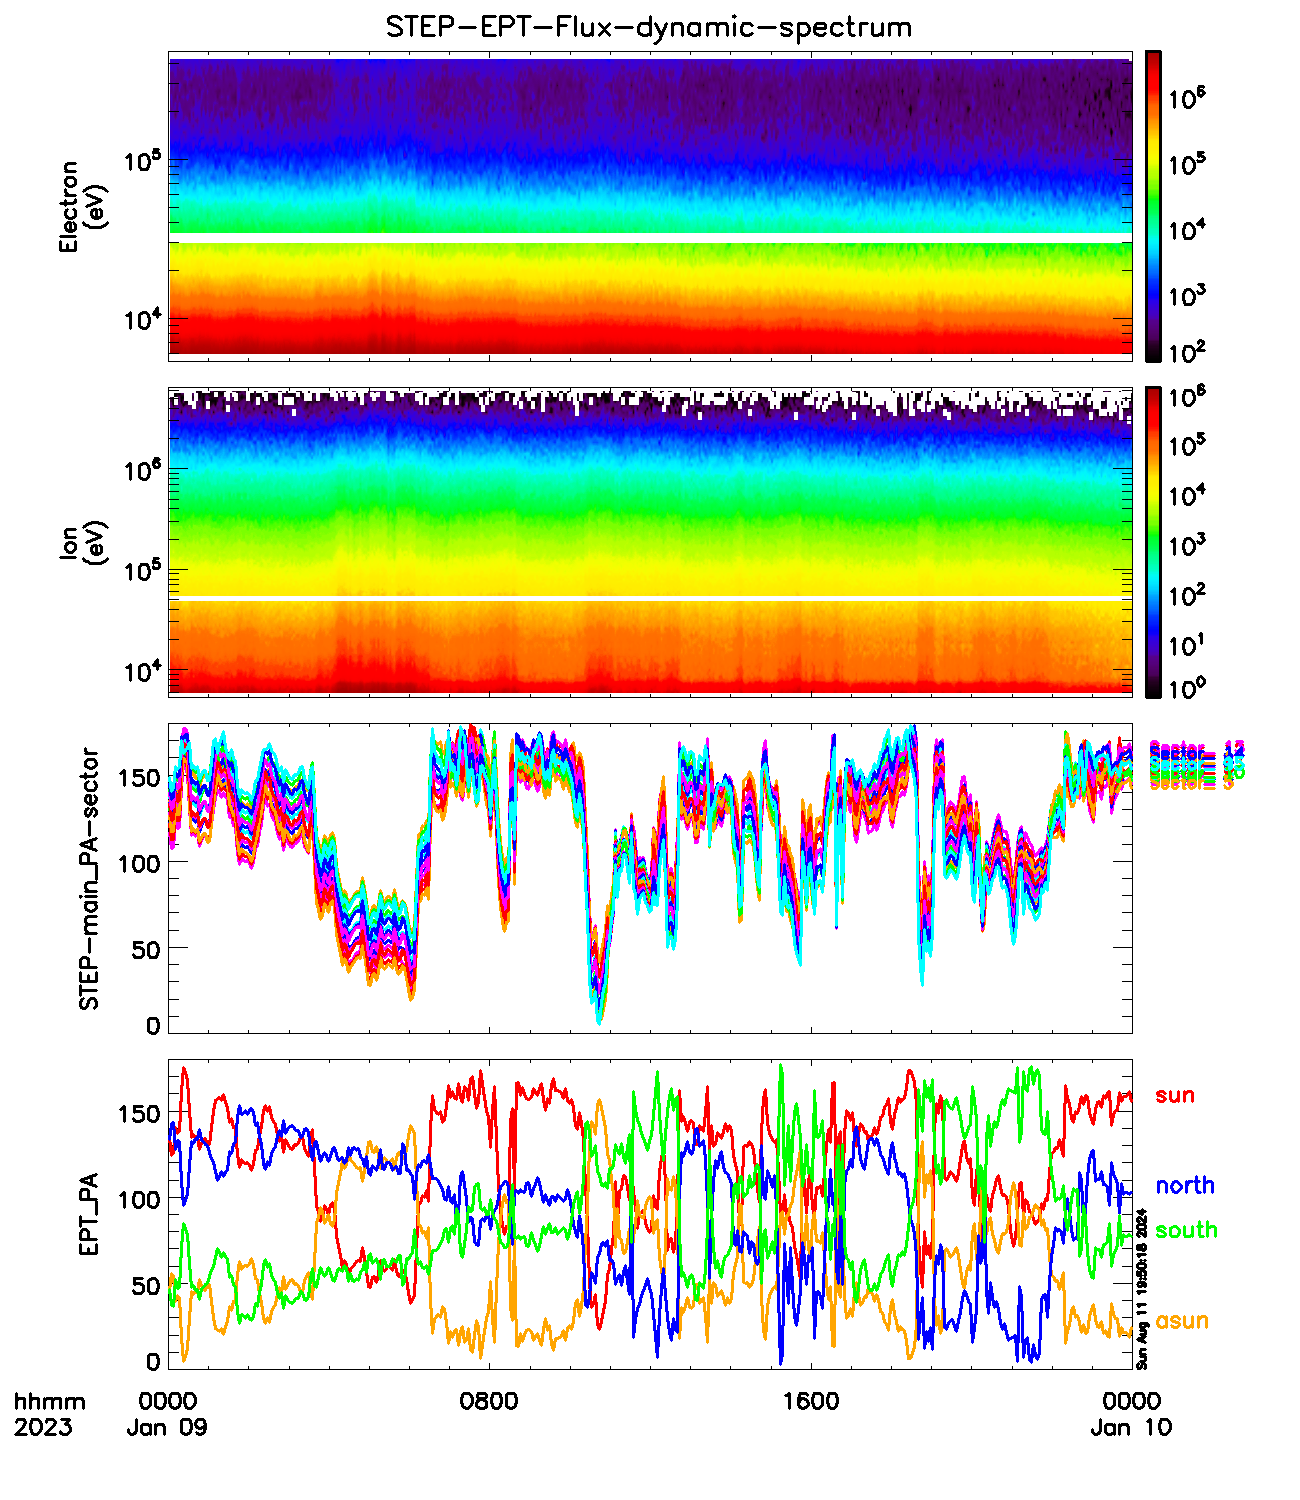 STEP-EPT-Flux-dynamic-spectrum
Electron
(eV)
10^5
10^4
10^6
10^5
10^4
10^3
10^2
Ion
(eV)
10^6
10^5
10^4
10^6
10^5
10^4
10^3
10^2
10^1
10^0
STEP-main_PA-sector
150
100
50
0
EPT_PA
150
100
50
0
sun
north
south
asun
Sun Aug 11 19:50:18 2024
hhmm
2023
0000
0800
1600
0000
Jan 09
Jan 10